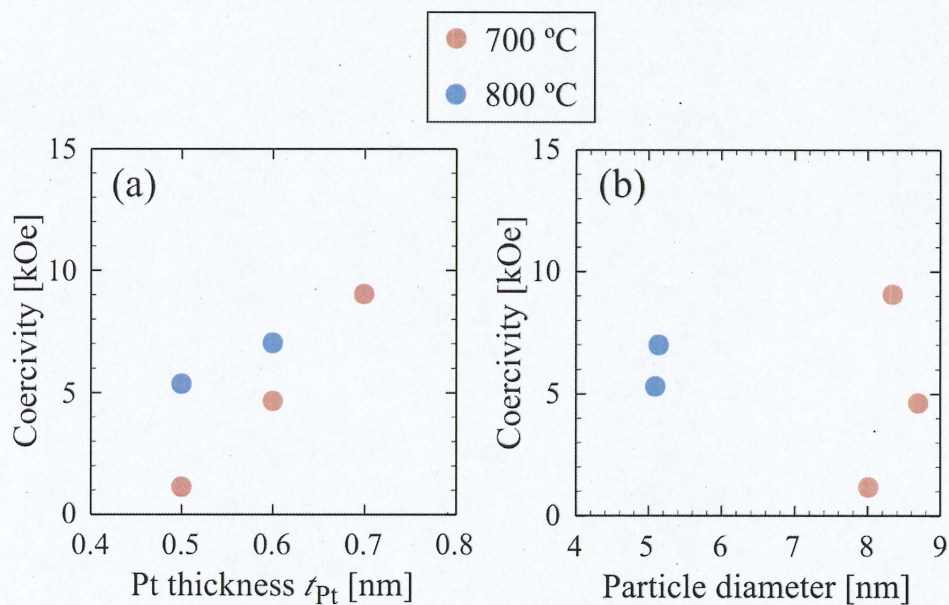 700 ºC
800 ºC
(a)
15
10
5
0
0.4 0.5 0.6 0.7 0.8
Coercivity [kOe]
Pt thickness tPt [nm]
(b)
15
10
5
0
4 5 6 7 8 9
Coercivity [kOe]
Particle diameter [nm]